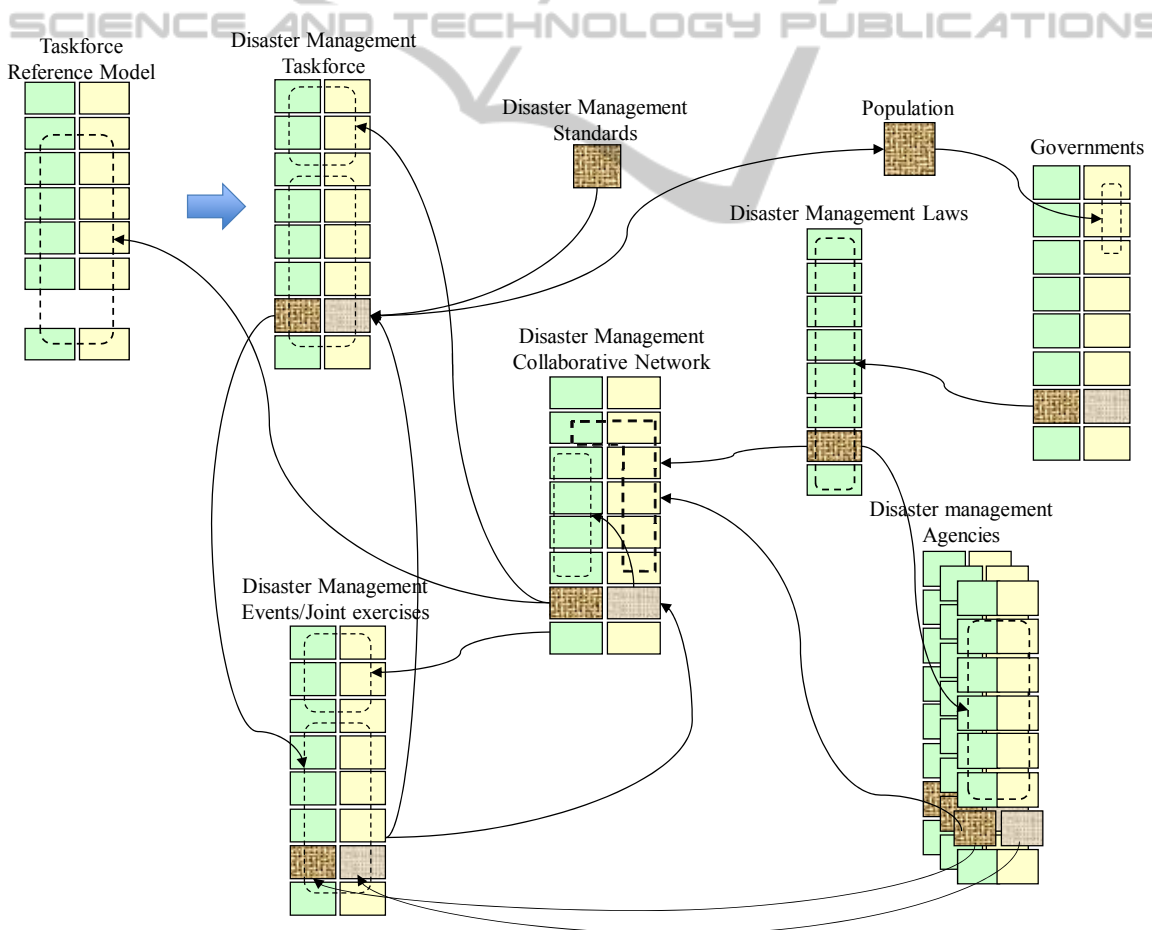 SCIENCE AND TECHNOLOGY PUBLICATIONS
Taskforce
Reference Model
Disaster Management
Taskforce
Disaster Management
Standards
Population
Governments
Disaster Management Laws
Disaster Management
Collaborative Network
Disaster management
Agencies
Disaster Management
Events/Joint exercises